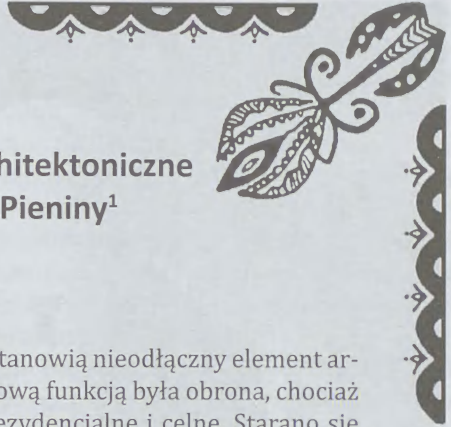 hitektoniczne
Pieniny¹
tanowią nieodłączny element ar-
ową funkcją była obrona, chociaż
ezydencjalne i celne. Starano się